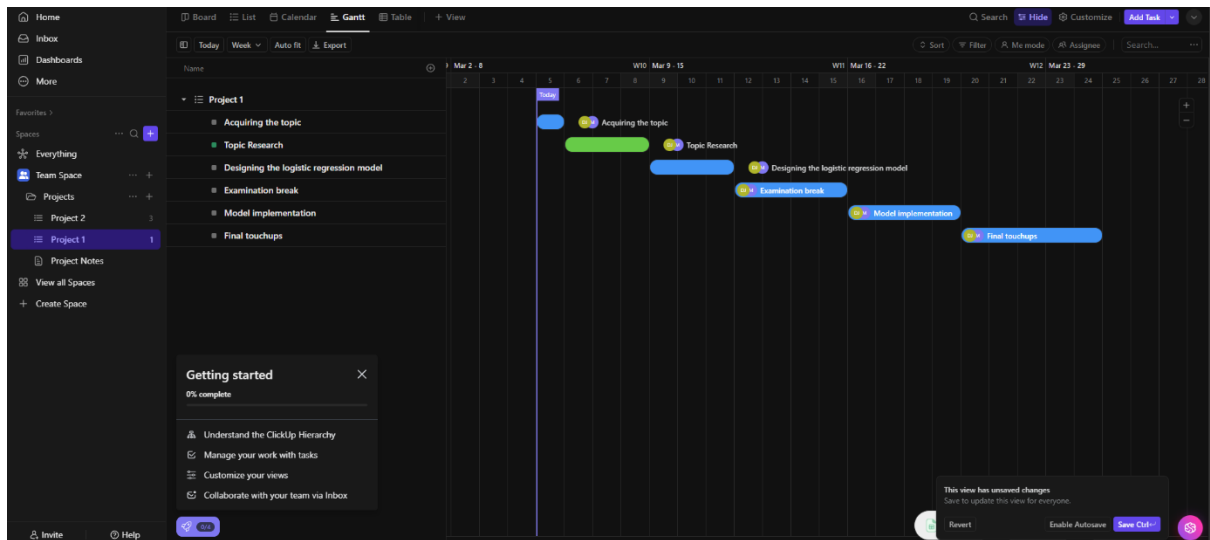 Home
Inbox
Dashboards
More
Favorites >
Spaces
Everything
Team Space
Projects
Project 2 3
Project 1 1
Project Notes
View all Spaces
Create Space
Invite Help
Board List Calendar Gantt Table + View
Search Hide Customize Add Task
Today Week Auto fit Export
Sort Filter Me mode Assignee Search...
Name
Mar 2 - 8 W10 Mar 9 - 15 W11 Mar 16 - 22 W12 Mar 23 - 29
2 3 4 5 6 7 8 9 10 11 12 13 14 15 16 17 18 19 20 21 22 23 24 25 26 27 28
Today
Project 1
Acquiring the topic
Topic Research
Designing the logistic regression model
Examination break
Model implementation
Final touchups
Acquiring the topic
Topic Research
Designing the logistic regression model
Examination break
Model implementation
Final touchups
Getting started
0% complete
Understand the ClickUp Hierarchy
Manage your work with tasks
Customize your views
Collaborate with your team via Inbox
0/4
This view has unsaved changes
Save to update this view for everyone.
Revert Enable Autosave Save Ctrl↵